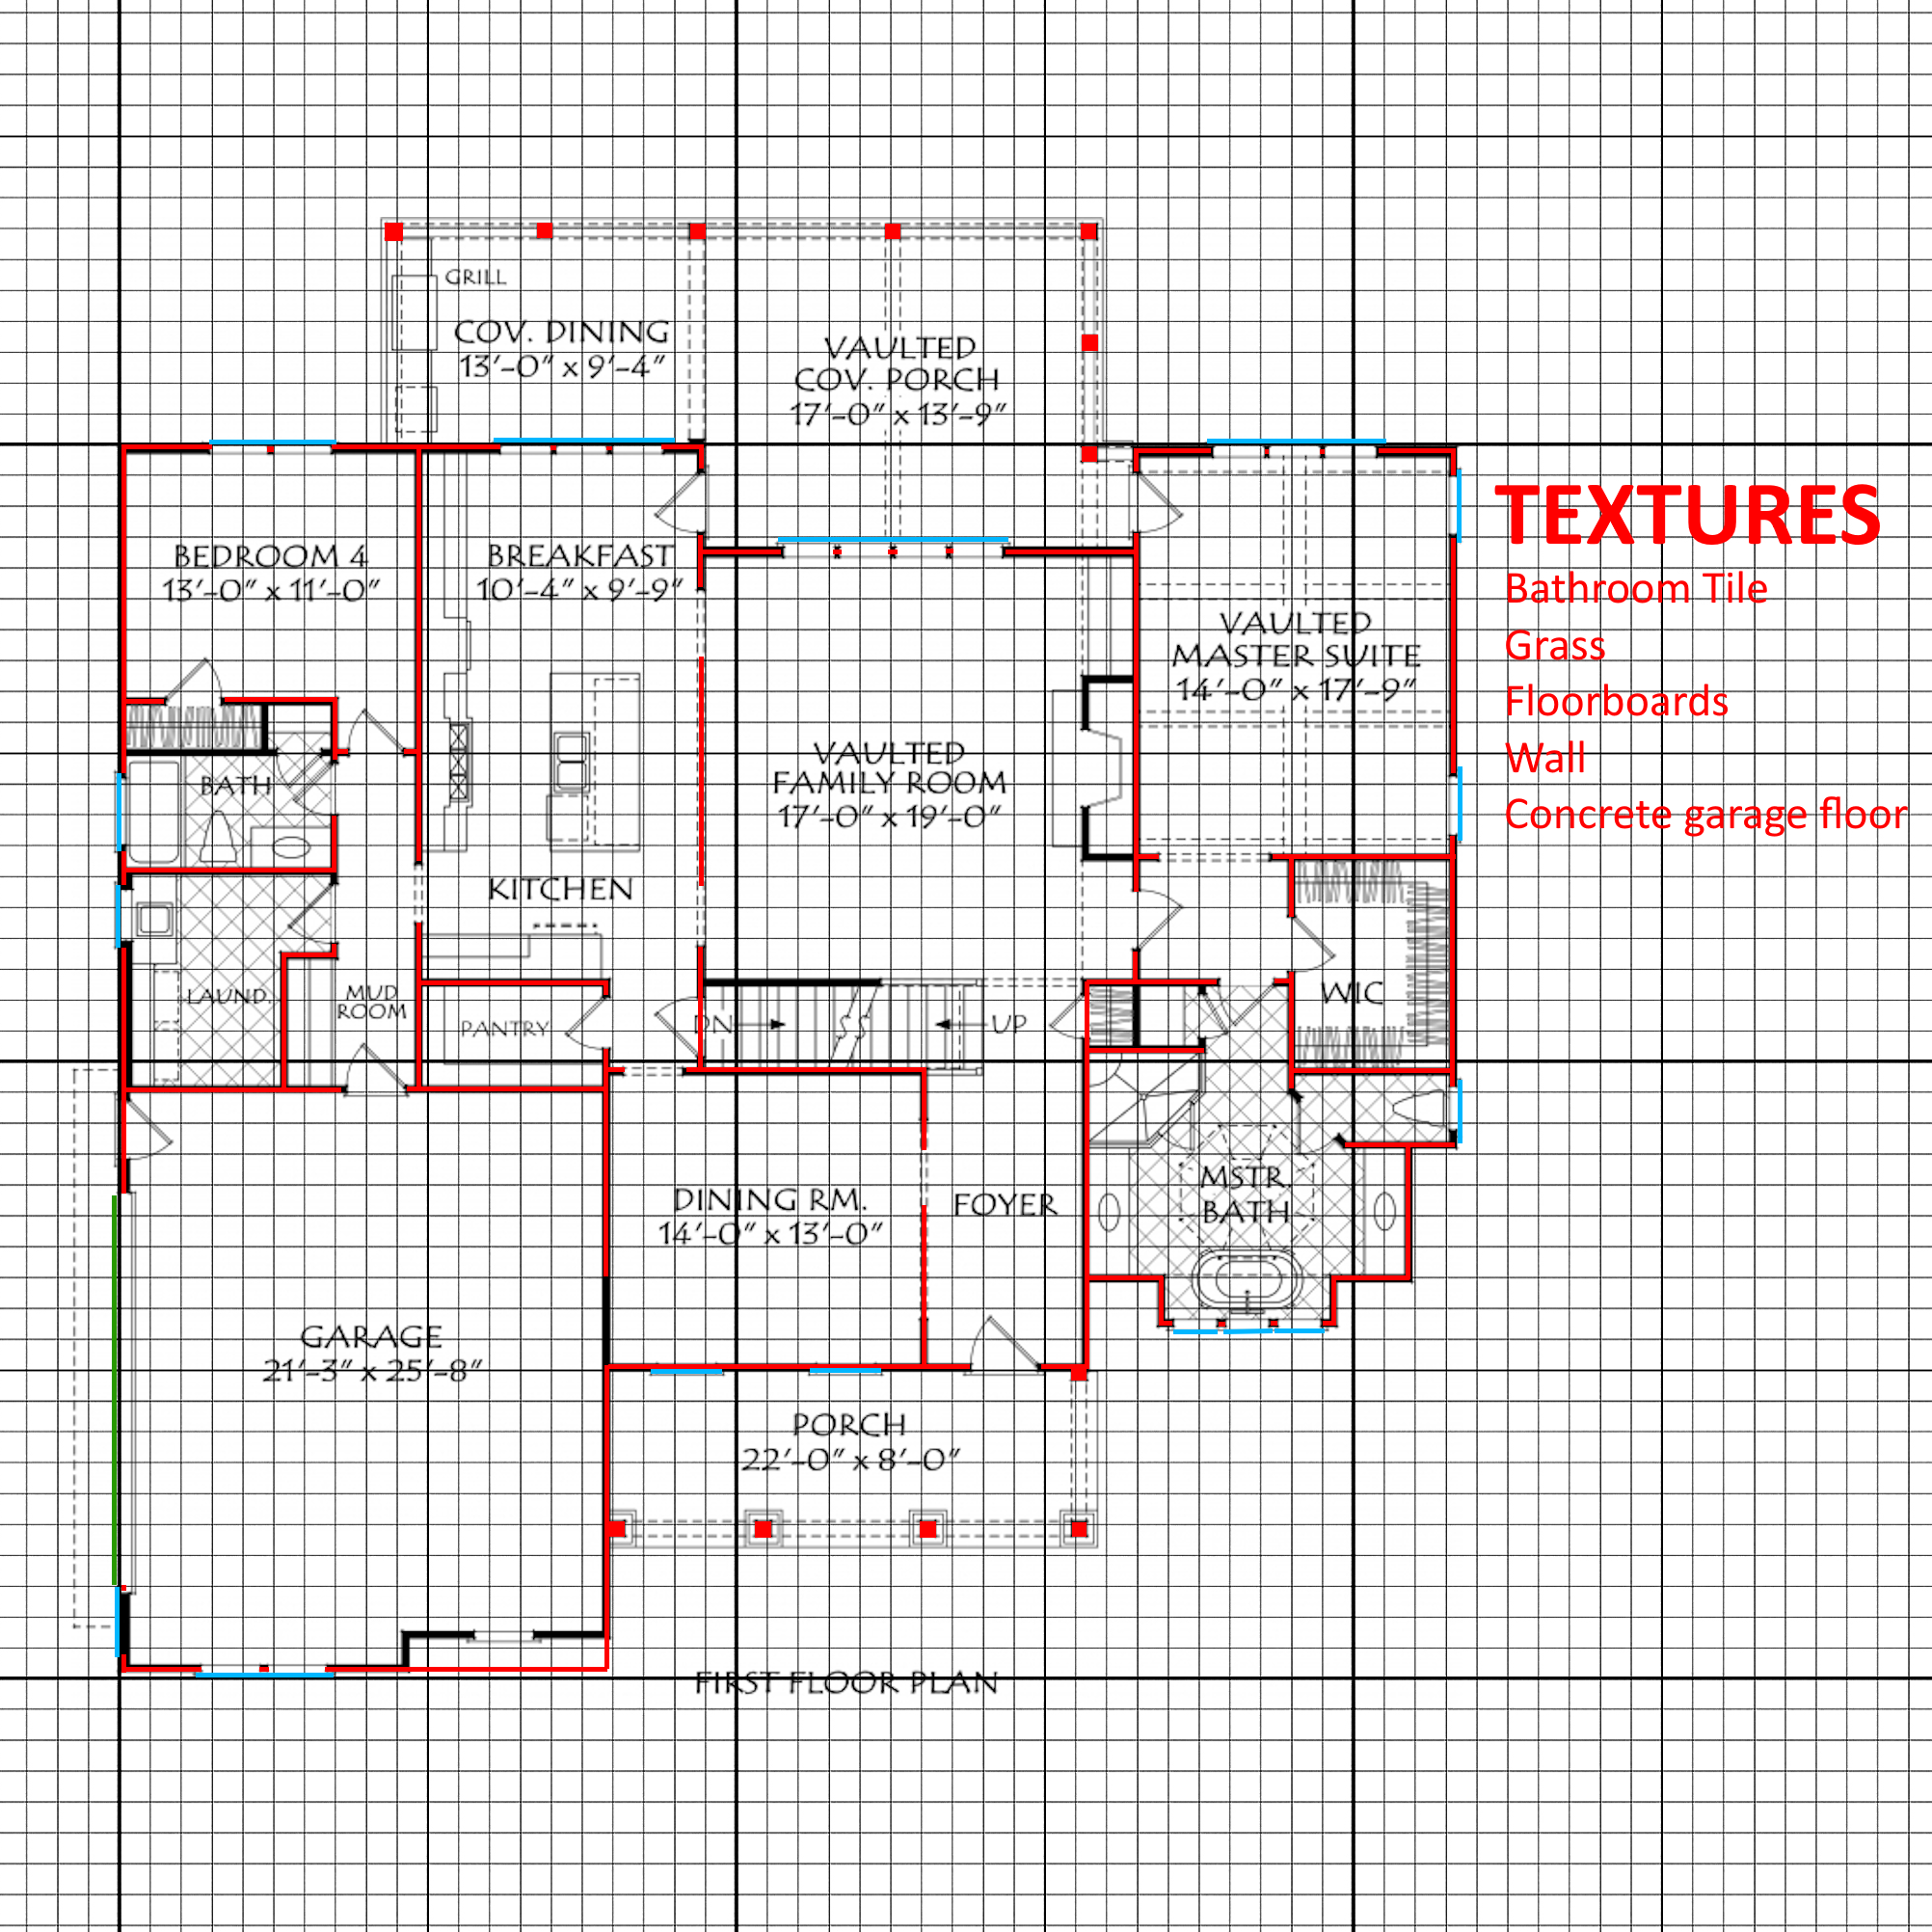 GRILL
COV. DINING
13'-0" x 9'-4"
VAULTED
COV. PORCH
17'-0" x 13'-9"
TEXTURES
Bathroom Tile
Grass
Floorboards
Wall
Concrete garage floor
BEDROOM 4
13'-0" x 11'-0"
BREAKFAST
10'-4" x 9'-9"
VAULTED
MASTER SUITE
14'-0" x 17'-9"
BATH
VAULTED
FAMILY ROOM
17'-0" x 19'-0"
KITCHEN
LAUND.
MUD
ROOM
PANTRY
DN
UP
WIC
DINING RM.
14'-0" x 13'-0"
FOYER
MSTR.
BATH
GARAGE
21'-3" x 25'-8"
PORCH
22'-0" x 8'-0"
FIRST FLOOR PLAN